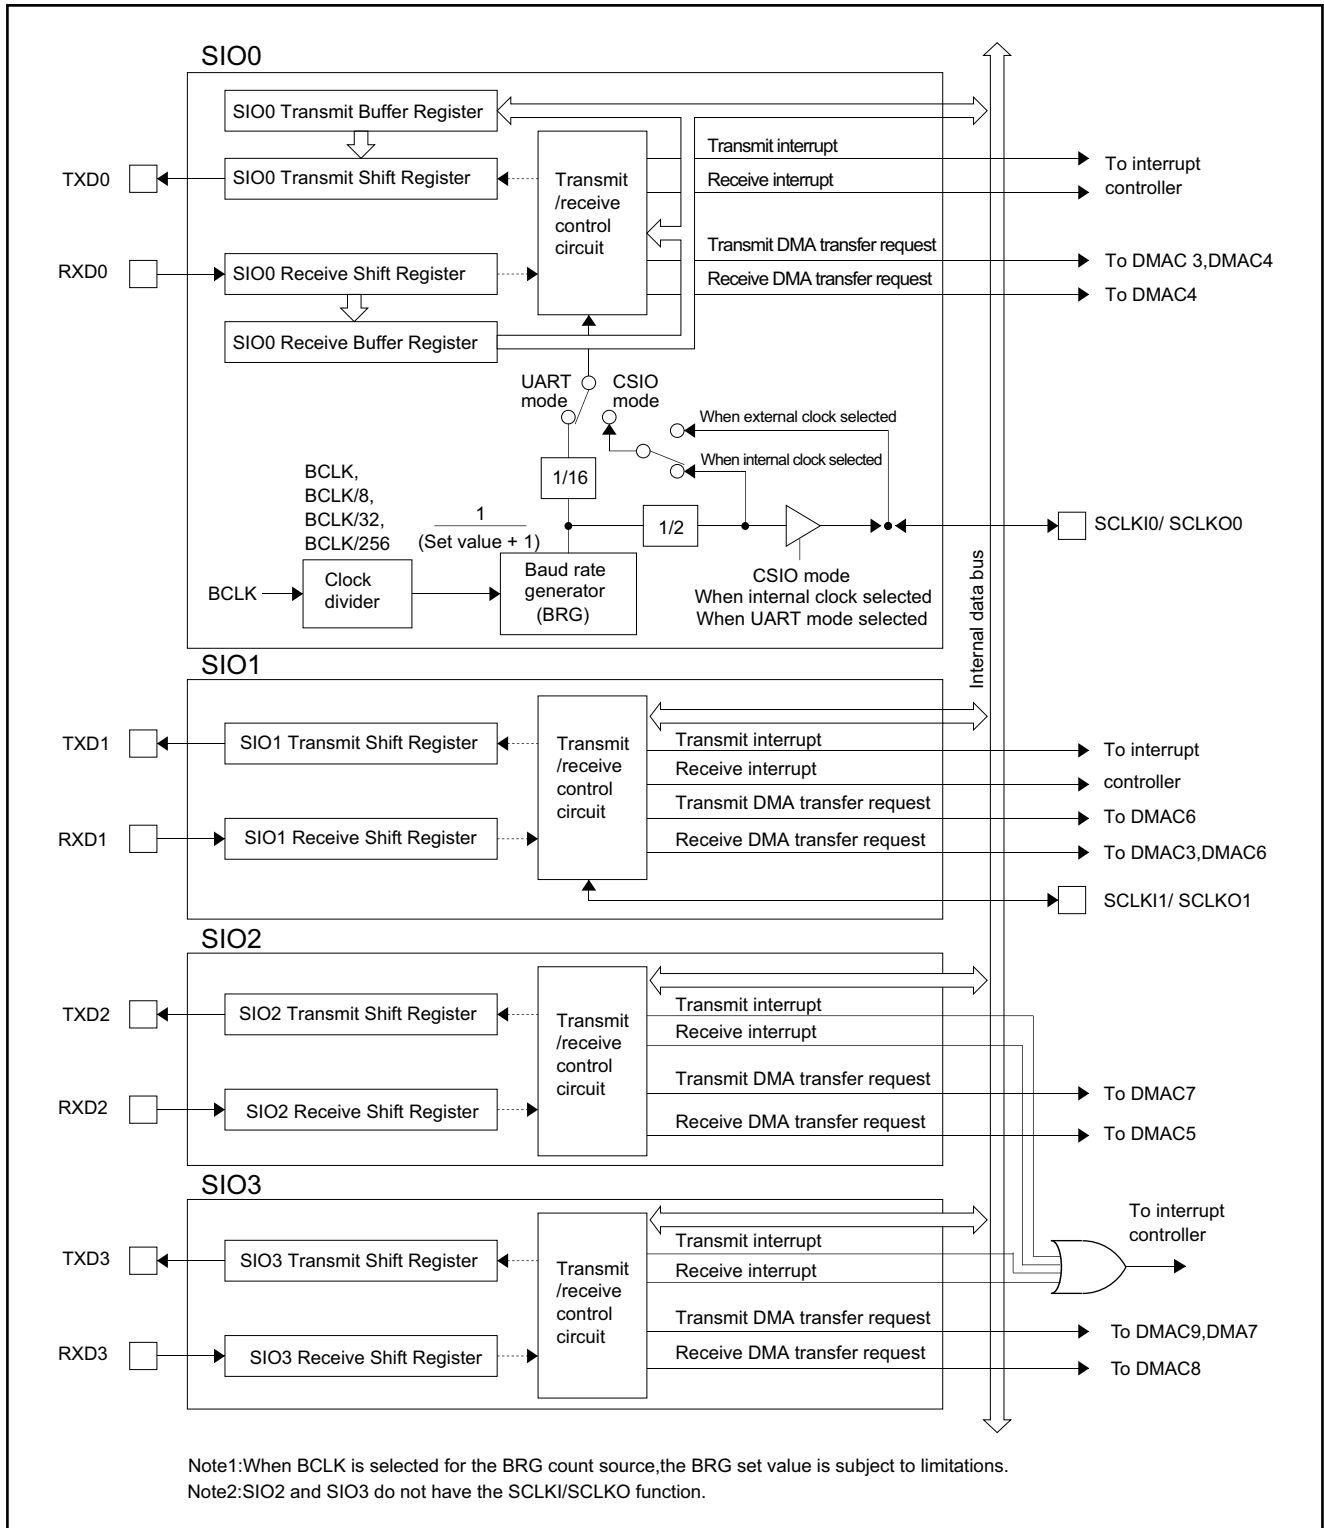 SIO0
SIO0 Transmit Buffer Register
TXD0
SIO0 Transmit Shift Register
Transmit
/receive
control
circuit
Transmit interrupt
Receive interrupt
To interrupt
controller
RXD0
SIO0 Receive Shift Register
Transmit DMA transfer request
Receive DMA transfer request
To DMAC 3,DMAC4
To DMAC4
SIO0 Receive Buffer Register
UART
mode
CSIO
mode
When external clock selected
When internal clock selected
BCLK,
BCLK/8,
BCLK/32,
BCLK/256
1
(Set value + 1)
1/16
1/2
SCLKI0/ SCLKO0
BCLK
Clock
divider
Baud rate
generator
(BRG)
CSIO mode
When internal clock selected
When UART mode selected
Internal data bus
SIO1
TXD1
SIO1 Transmit Shift Register
Transmit
/receive
control
circuit
Transmit interrupt
Receive interrupt
Transmit DMA transfer request
Receive DMA transfer request
To interrupt
controller
To DMAC6
To DMAC3,DMAC6
RXD1
SIO1 Receive Shift Register
SCLKI1/ SCLKO1
SIO2
TXD2
SIO2 Transmit Shift Register
Transmit
/receive
control
circuit
Transmit interrupt
Receive interrupt
Transmit DMA transfer request
Receive DMA transfer request
To DMAC7
To DMAC5
RXD2
SIO2 Receive Shift Register
SIO3
TXD3
SIO3 Transmit Shift Register
Transmit
/receive
control
circuit
Transmit interrupt
Receive interrupt
To interrupt
controller
Transmit DMA transfer request
Receive DMA transfer request
To DMAC9,DMA7
To DMAC8
RXD3
SIO3 Receive Shift Register
Note1:When BCLK is selected for the BRG count source,the BRG set value is subject to limitations.
Note2:SIO2 and SIO3 do not have the SCLKI/SCLKO function.